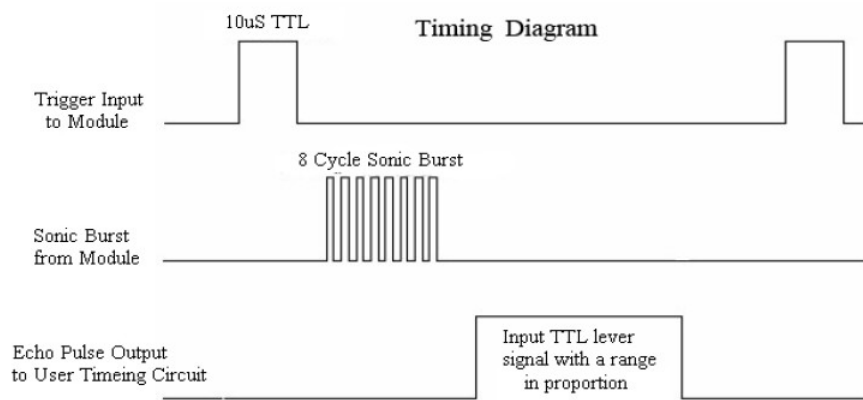 10uS TTL
Timing Diagram
Trigger Input
to Module
8 Cycle Sonic Burst
Sonic Burst
from Module
Echo Pulse Output
to User Timeing Circuit
Input TTL lever
signal with a range
in proportion